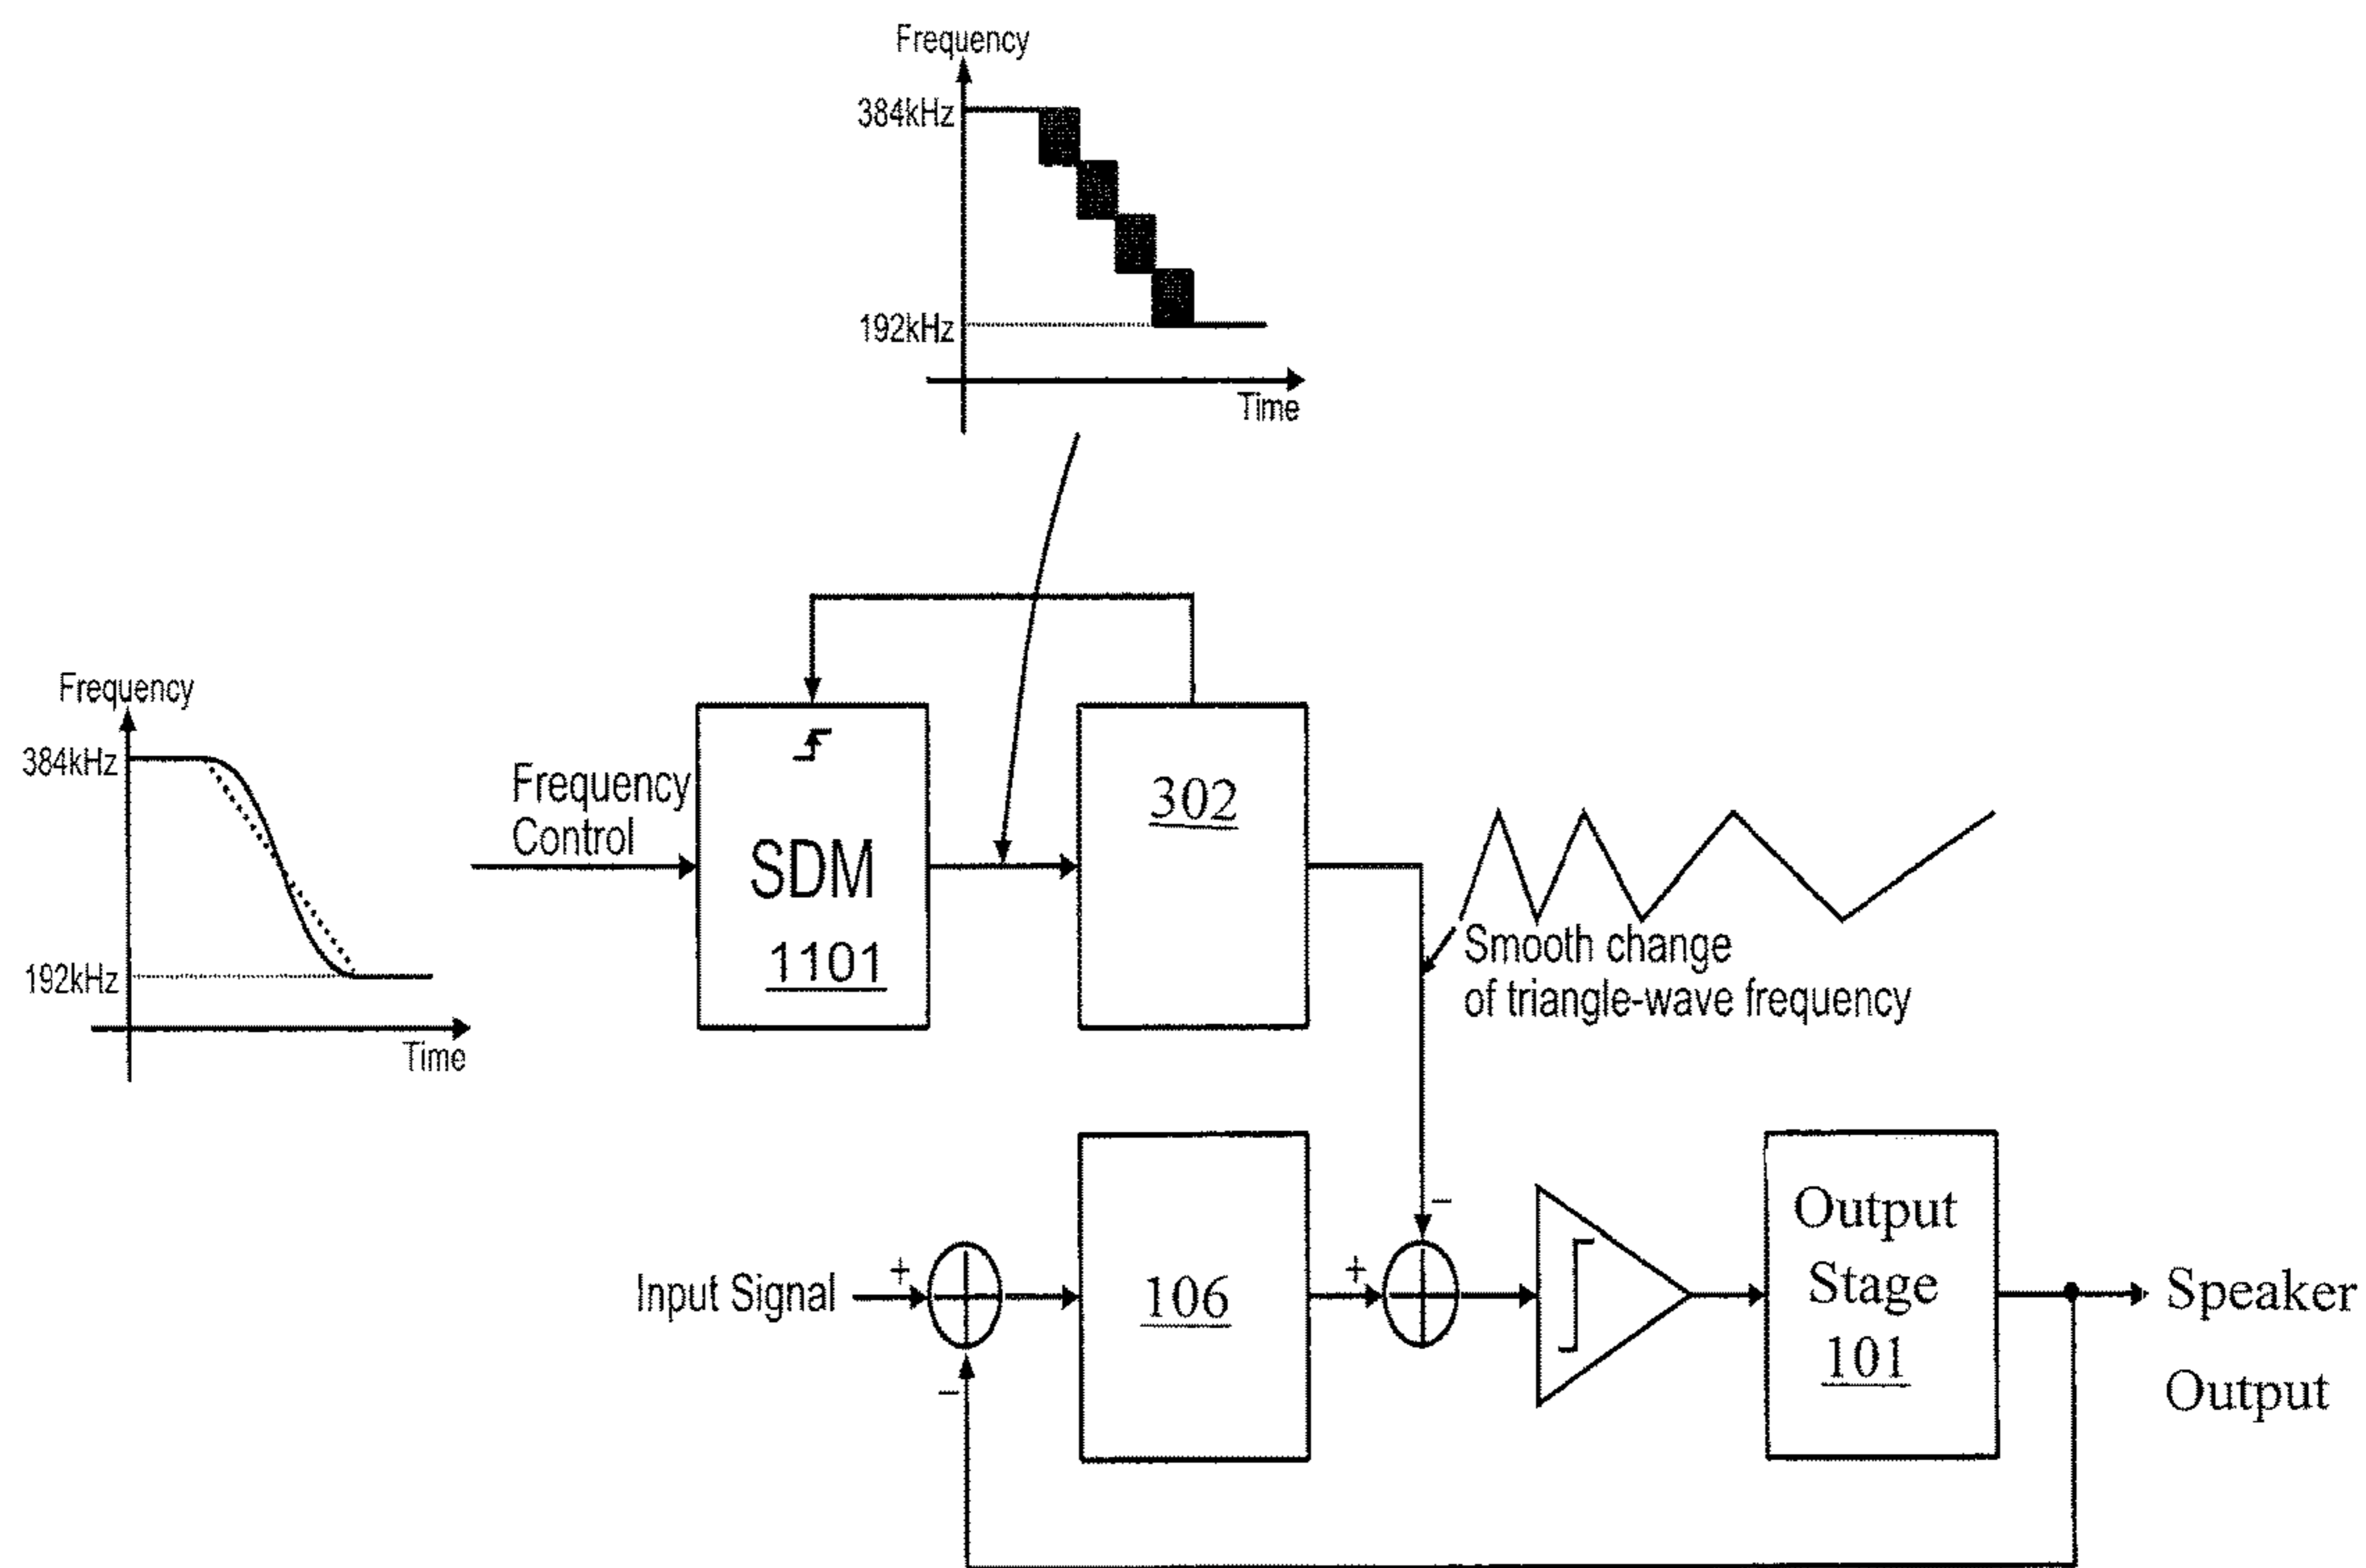 Frequency
384kHz
192kHz
Time
Frequency
384kHz
192kHz
Time
Frequency
Control
SDM
1101
302
Smooth change
of triangle-wave frequency
Input Signal
+
−
106
+
−
Output
Stage
101
Speaker
Output